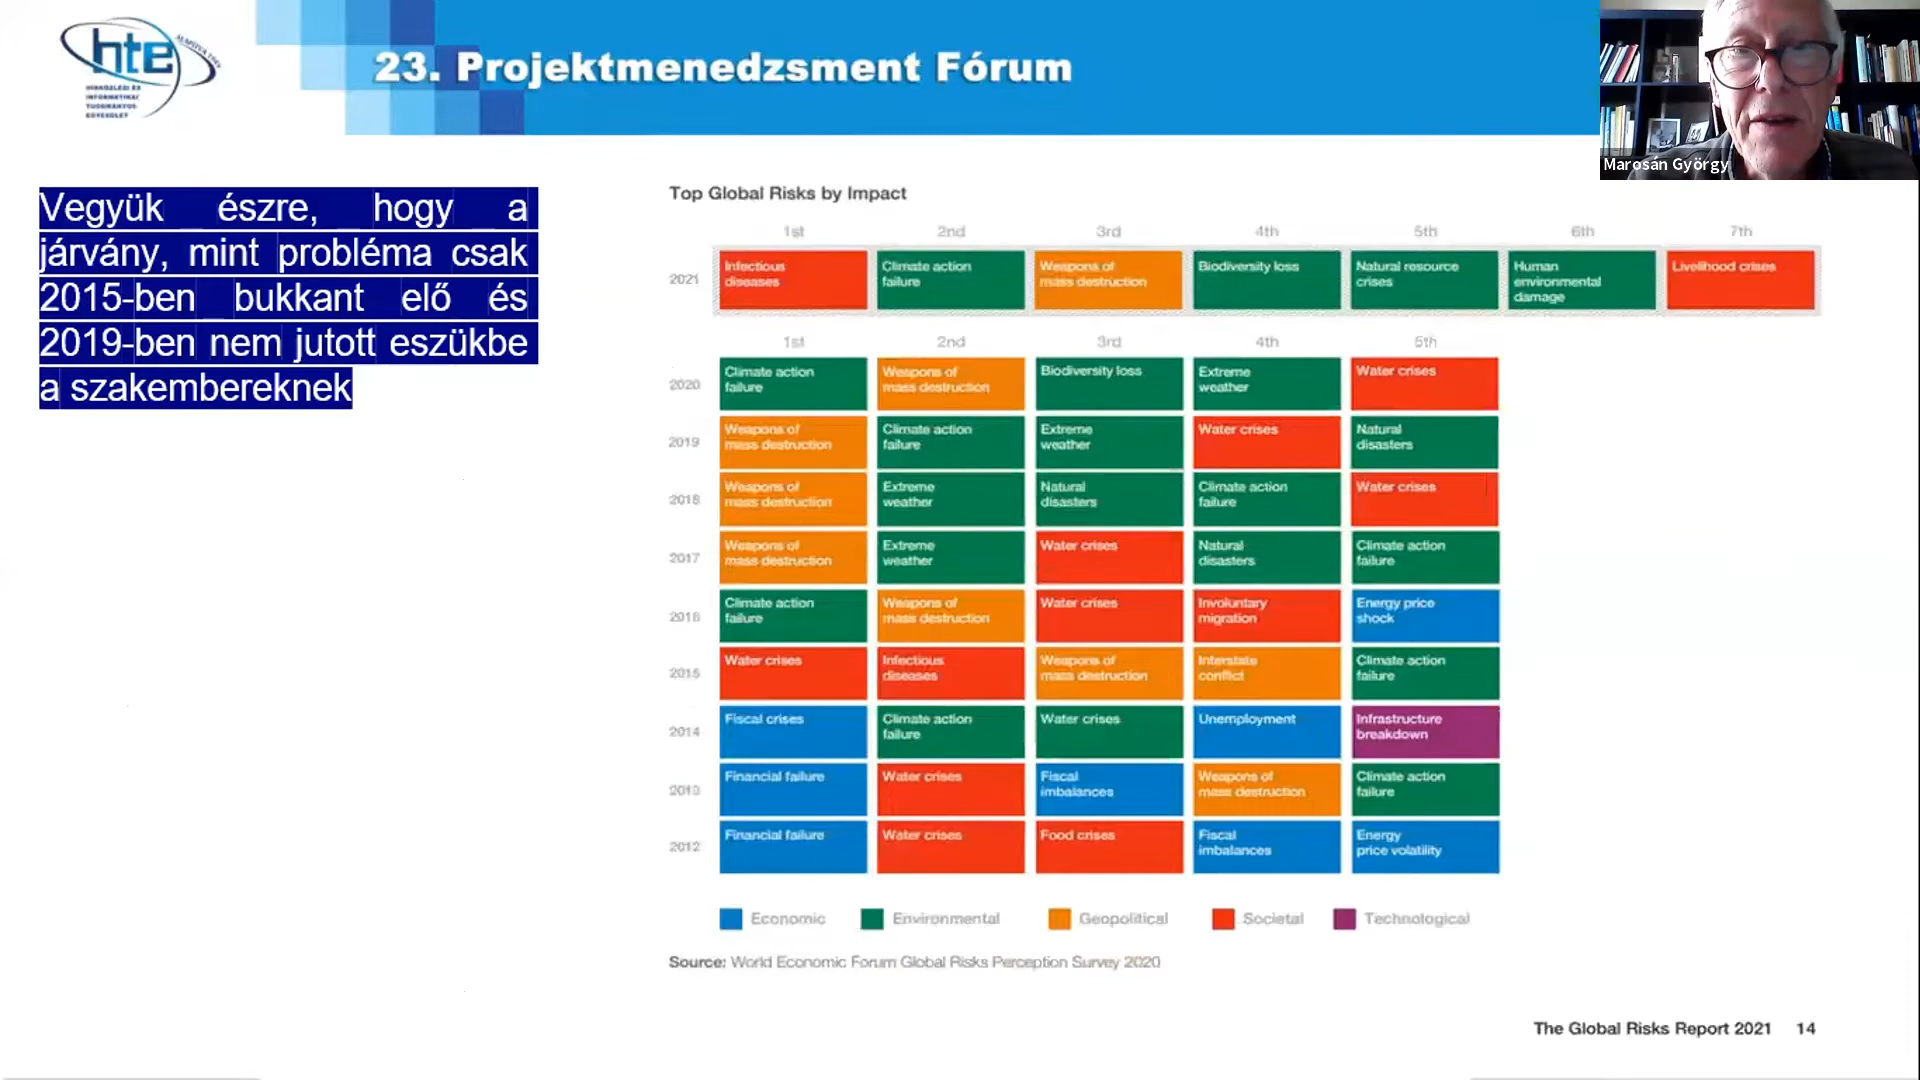 hte
ALAPÍTVA 1949
HÍRKÖZLÉSI ÉS
INFORMATIKAI
TUDOMÁNYOS
EGYESÜLET
23. Projektmenedzsment Fórum
Marosán György
Vegyük észre, hogy a
járvány, mint probléma csak
2015-ben bukkant elő és
2019-ben nem jutott eszükbe
a szakembereknek
Top Global Risks by Impact
1st 2nd 3rd 4th 5th 6th 7th
2021
Infectious
diseases
Climate action
failure
Weapons of
mass destruction
Biodiversity loss
Natural resource
crises
Human
environmental
damage
Livelihood crises
1st 2nd 3rd 4th 5th
2020
Climate action
failure
Weapons of
mass destruction
Biodiversity loss
Extreme
weather
Water crises
2019
Weapons of
mass destruction
Climate action
failure
Extreme
weather
Water crises
Natural
disasters
2018
Weapons of
mass destruction
Extreme
weather
Natural
disasters
Climate action
failure
Water crises
2017
Weapons of
mass destruction
Extreme
weather
Water crises
Natural
disasters
Climate action
failure
2016
Climate action
failure
Weapons of
mass destruction
Water crises
Involuntary
migration
Energy price
shock
2015
Water crises
Infectious
diseases
Weapons of
mass destruction
Interstate
conflict
Climate action
failure
2014
Fiscal crises
Climate action
failure
Water crises
Unemployment
Infrastructure
breakdown
2013
Financial failure
Water crises
Fiscal
imbalances
Weapons of
mass destruction
Climate action
failure
2012
Financial failure
Water crises
Food crises
Fiscal
imbalances
Energy
price volatility
Economic Environmental Geopolitical Societal Technological
Source: World Economic Forum Global Risks Perception Survey 2020
The Global Risks Report 2021 14